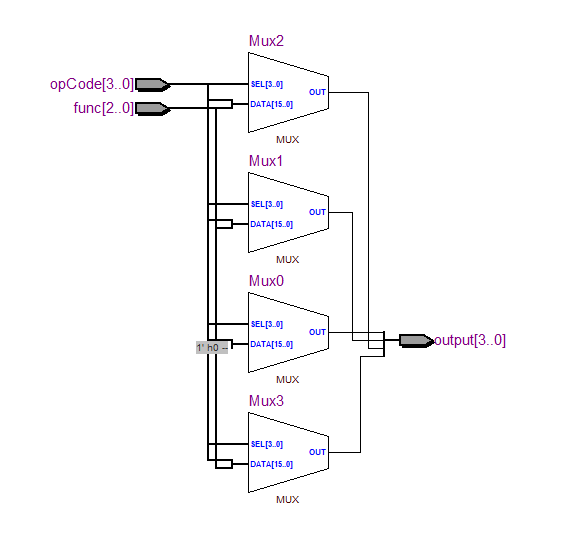 Mux2
opCode[3..0]
SEL[3..0]
OUT
func[2..0]
DATA[15..0]
MUX
Mux1
SEL[3..0]
OUT
DATA[15..0]
MUX
Mux0
SEL[3..0]
OUT
output[3..0]
1' h0 --
DATA[15..0]
MUX
Mux3
SEL[3..0]
OUT
DATA[15..0]
MUX